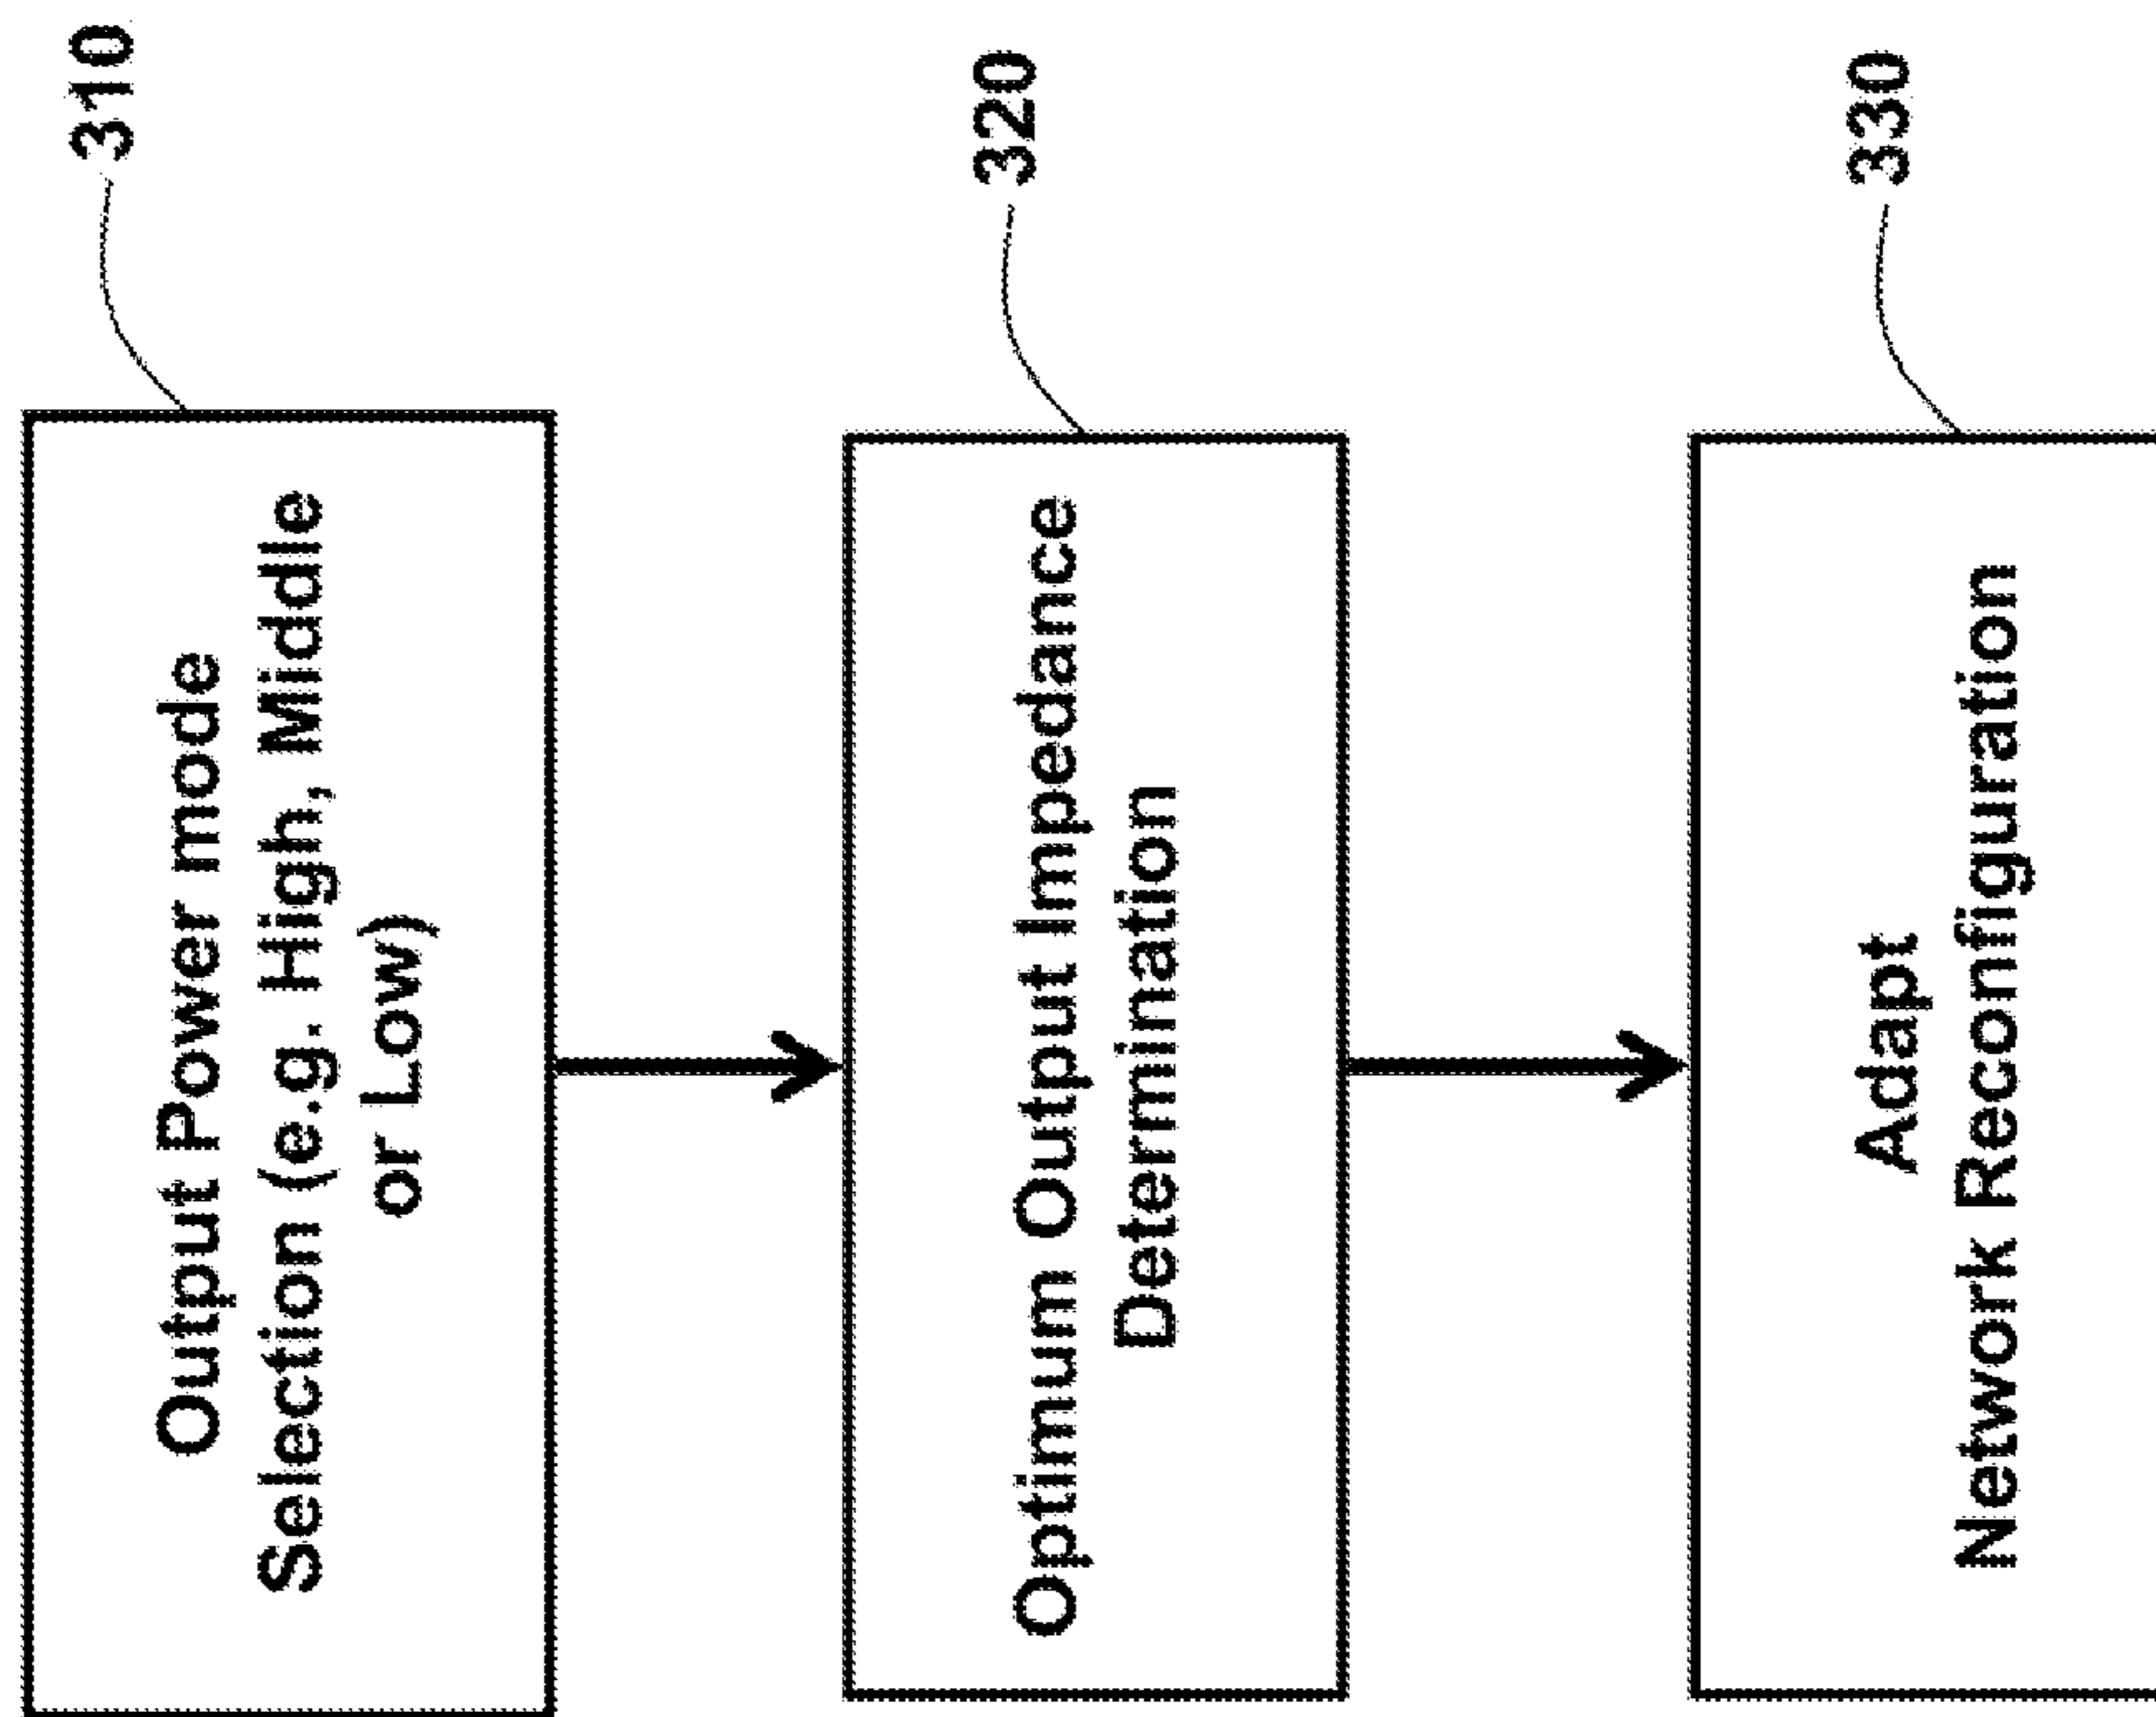 310
Output Power mode
Selection (e.g. High, Middle
or Low)
320
Optimum Output Impedance
Determination
330
Adapt
Network Reconfiguration